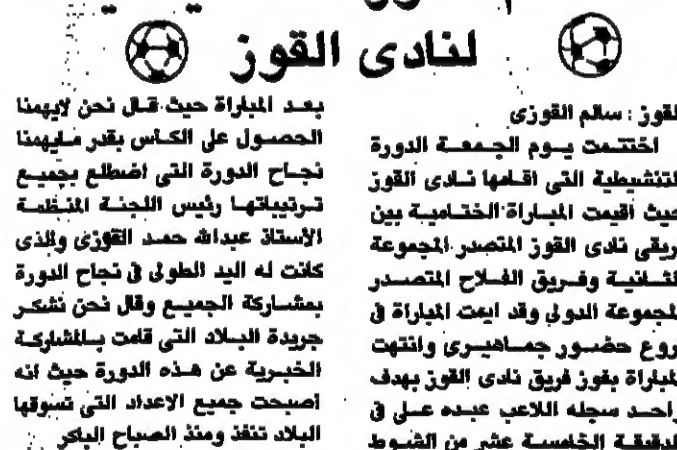 لنادى القوز
القوز : سالم القوزى
اختتمت يوم الجمعة الدورة
التنشيطية التى اقامها نادى القوز
حيث أقيمت المباراة الختامية بين
فريقى نادى القوز المتصدر المجموعة
الثانية وفريق الفلاح المتصدر
المجموعة الدولى وقد ايمت المباراة فى
اروع حضور جماهيرى وانتهت
المباراة بفوز فريق نادى القوز بهدف
واحد سجله اللاعب عبده على فى
الدقيقة الخامسة عشر من الشوط
بعد المباراة حيث قال نحن لايهمنا
الحصول على الكاس بقدر مايهمنا
نجاح الدورة التى اضطلع بجميع
ترتيباتها رئيس اللجنة المنظمة
الأستاذ عبدالله حمد القوزى والذى
كانت له اليد الطولى فى نجاح الدورة
بمشاركة الجميع وقال نحن نشكر
جريدة البلاد التى قامت بالمشاركة
الخبرية عن هذه الدورة حيث انه
أصبحت جميع الاعداد التى تسوقها
البلاد تنفذ ومنذ الصباح الباكر